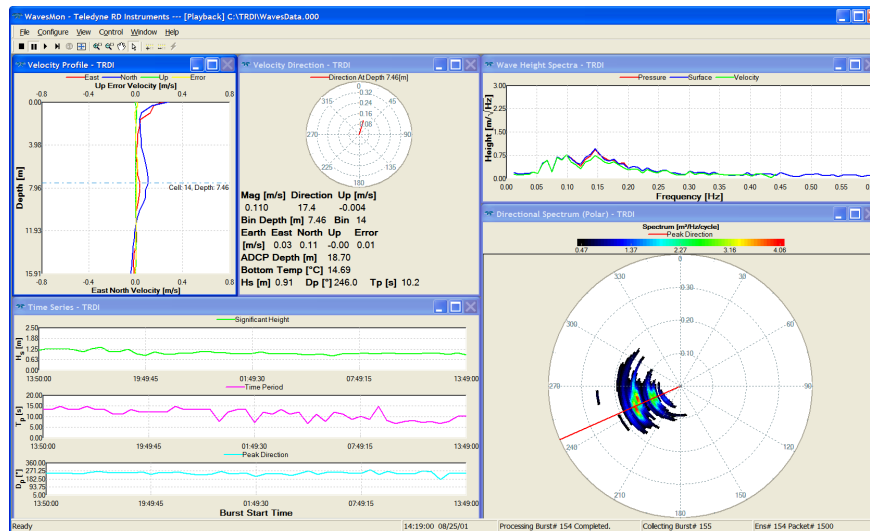 WavesMon - Teledyne RD Instruments --- [Playback] C:\TRDI\WavesData.000
File Configure View Control Window Help
Velocity Profile - TRDI
East North Up Error
Up Error Velocity [m/s]
-0.8 -0.4 0.0 0.4 0.8
0.00
3.98
7.96
11.93
15.91
Depth [m]
Cell: 14, Depth: 7.46
-0.8 -0.4 0.0 0.4 0.8
East North Velocity [m/s]
Velocity Direction - TRDI
Direction At Depth 7.46[m]
0
45
90
135
180
225
270
315
0.32
0.24
0.16
0.08
Mag [m/s] Direction Up [m/s]
0.110 17.4 -0.004
Bin Depth [m] 7.46 Bin 14
Earth East North Up Error
[m/s] 0.03 0.11 -0.00 0.01
ADCP Depth [m] 18.70
Bottom Temp [°C] 14.69
Hs [m] 0.91 Dp [°] 246.0 Tp [s] 10.2
Wave Height Spectra - TRDI
Pressure Surface Velocity
3.00
2.25
1.50
0.75
0.00
Height [m/√Hz]
0.00 0.05 0.10 0.15 0.20 0.25 0.30 0.35 0.40 0.45 0.50 0.55 0.6
Frequency [Hz]
Directional Spectrum (Polar) - TRDI
Spectrum [m²/Hz/cycle]
Peak Direction
0.47 1.37 2.27 3.16 4.06
0
30
60
90
120
150
180
210
240
270
300
330
0.30
0.20
0.10
Time Series - TRDI
Significant Height
2.50
1.88
1.25
0.63
0.00
Hs [m]
13:50:00 19:49:45 01:49:30 07:49:15 13:49:00
Time Period
20.00
15.00
10.00
5.00
0.00
Tp [s]
13:50:00 19:49:45 01:49:30 07:49:15 13:49:00
Peak Direction
360.00
271.25
182.50
93.75
5.00
Dp [°]
13:50:00 19:49:45 01:49:30 07:49:15 13:49:00
Burst Start Time
Ready 14:19:00 08/25/01 Processing Burst# 154 Completed. Collecting Burst# 155 Ens# 154 Packet# 1500